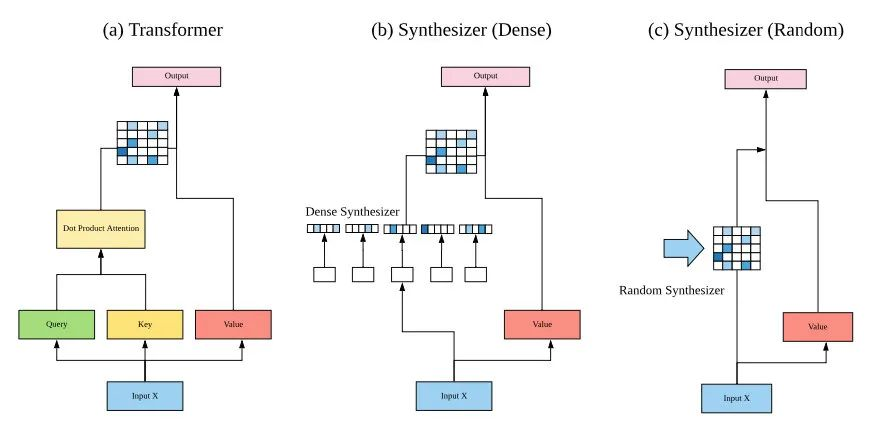 (a) Transformer
Output
Dot Product Attention
Query
Key
Value
Input X
(b) Synthesizer (Dense)
Output
Dense Synthesizer
Value
Input X
(c) Synthesizer (Random)
Output
Random Synthesizer
Value
Input X